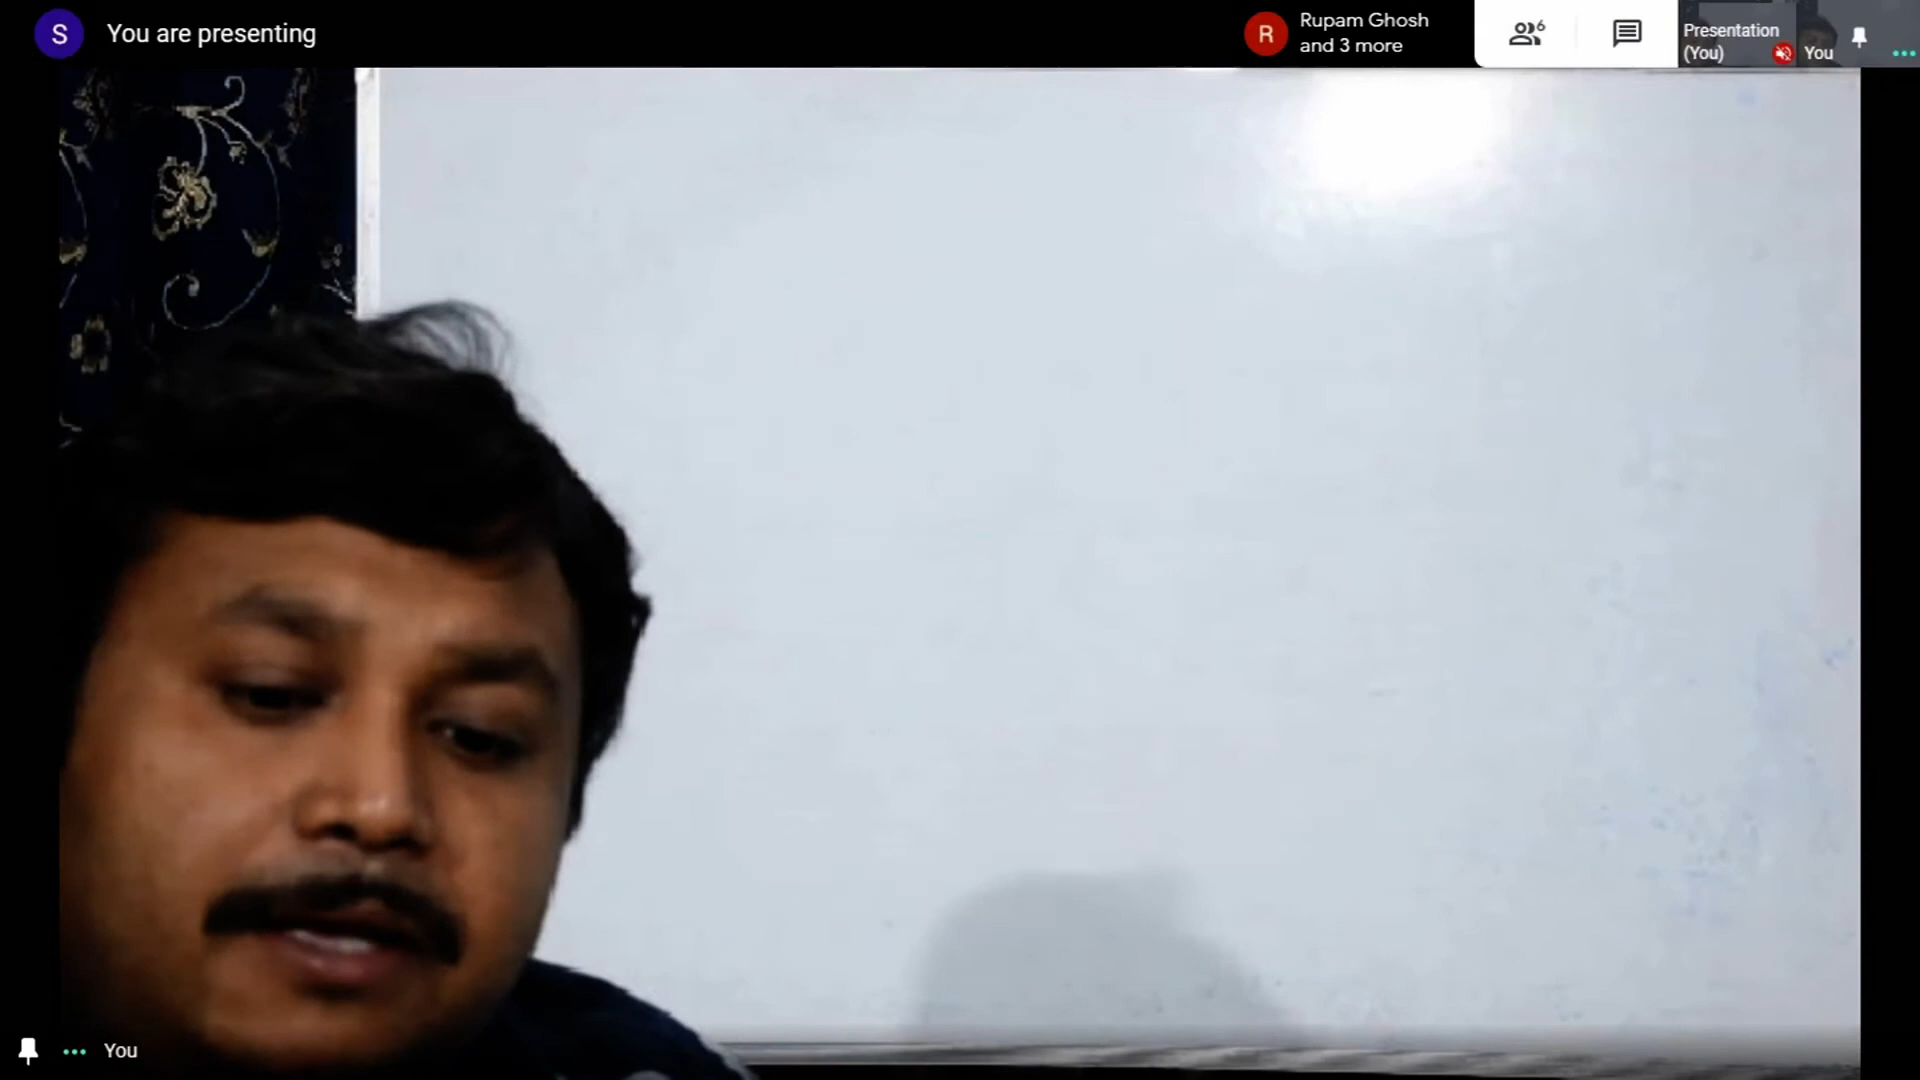 S
You are presenting
R
Rupam Ghosh
and 3 more
6
Presentation
(You)
You
You